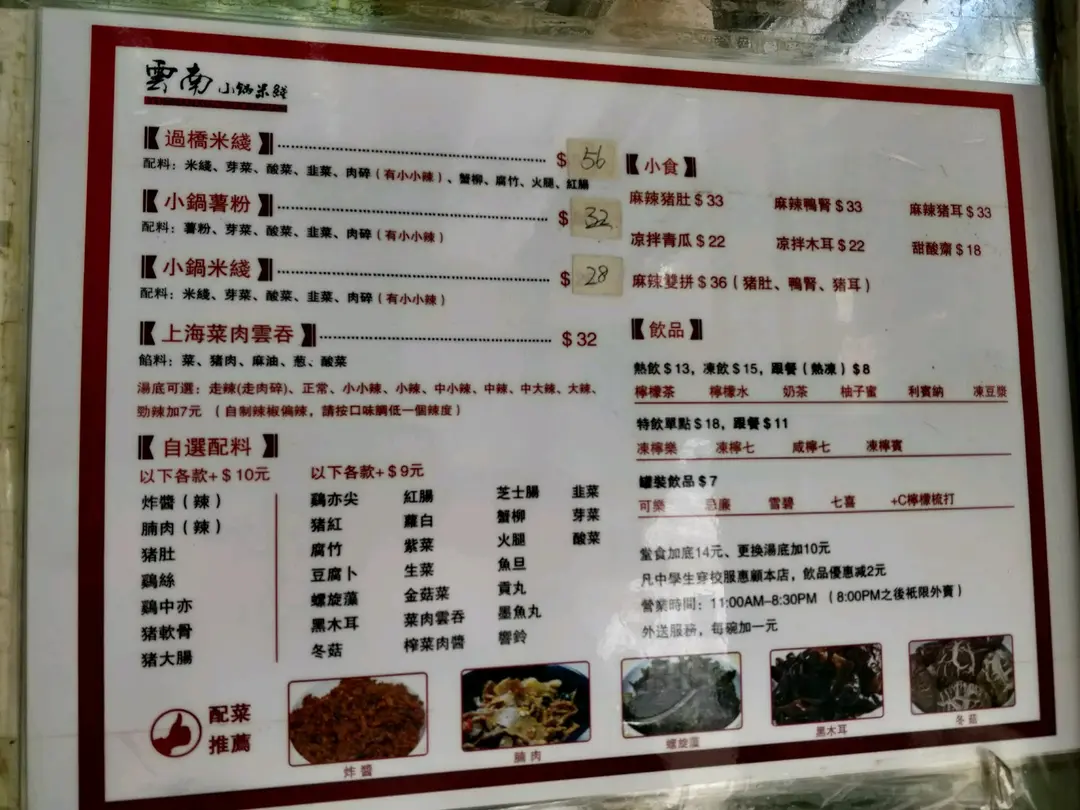 雲南小鍋米綫
【過橋米綫】 $ 56
配料：米綫、芽菜、酸菜、韭菜、肉碎（有小小辣）、蟹柳、腐竹、火腿、紅腸
【小鍋薯粉】 $ 32
配料：薯粉、芽菜、酸菜、韭菜、肉碎（有小小辣）
【小鍋米綫】 $ 28
配料：米綫、芽菜、酸菜、韭菜、肉碎（有小小辣）
【上海菜肉雲吞】 $ 32
餡料：菜、豬肉、麻油、葱、酸菜
湯底可選：走辣(走肉碎)、正常、小小辣、小辣、中小辣、中辣、中大辣、大辣、
勁辣加7元 （自制辣椒偏辣，請按口味調低一個辣度）
【自選配料】
以下各款+＄10元
炸醬（辣）
腩肉（辣）
豬肚
鷄絲
鷄中亦
豬軟骨
豬大腸
以下各款+＄9元
鷄亦尖 紅腸 芝士腸 韭菜
豬紅 蘿白 蟹柳 芽菜
腐竹 紫菜 火腿 酸菜
豆腐卜 生菜 魚旦
螺旋藻 金菇菜 貢丸
黑木耳 菜肉雲吞 墨魚丸
冬菇 榨菜肉醬 響鈴
【小食】
麻辣豬肚＄33 麻辣鴨腎＄33 麻辣豬耳＄33
凉拌青瓜＄22 凉拌木耳＄22 甜酸齋＄18
麻辣雙拼＄36（豬肚、鴨腎、豬耳）
【飲品】
熱飲＄13，凍飲＄15，跟餐（熱凍）＄8
檸檬茶 檸檬水 奶茶 柚子蜜 利賓納 凍豆漿
特飲單點＄18，跟餐＄11
凍檸樂 凍檸七 咸檸七 凍檸賓
罐裝飲品＄7
可樂 忌廉 雪碧 七喜 +C檸檬梳打
堂食加底14元、更換湯底加10元
凡中學生穿校服惠顧本店，飲品優惠减2元
營業時間：11:00AM–8:30PM （8:00PM之後衹限外賣）
外送服務，每碗加一元
配菜
推薦
炸醬 腩肉 螺旋藻 黑木耳 冬菇